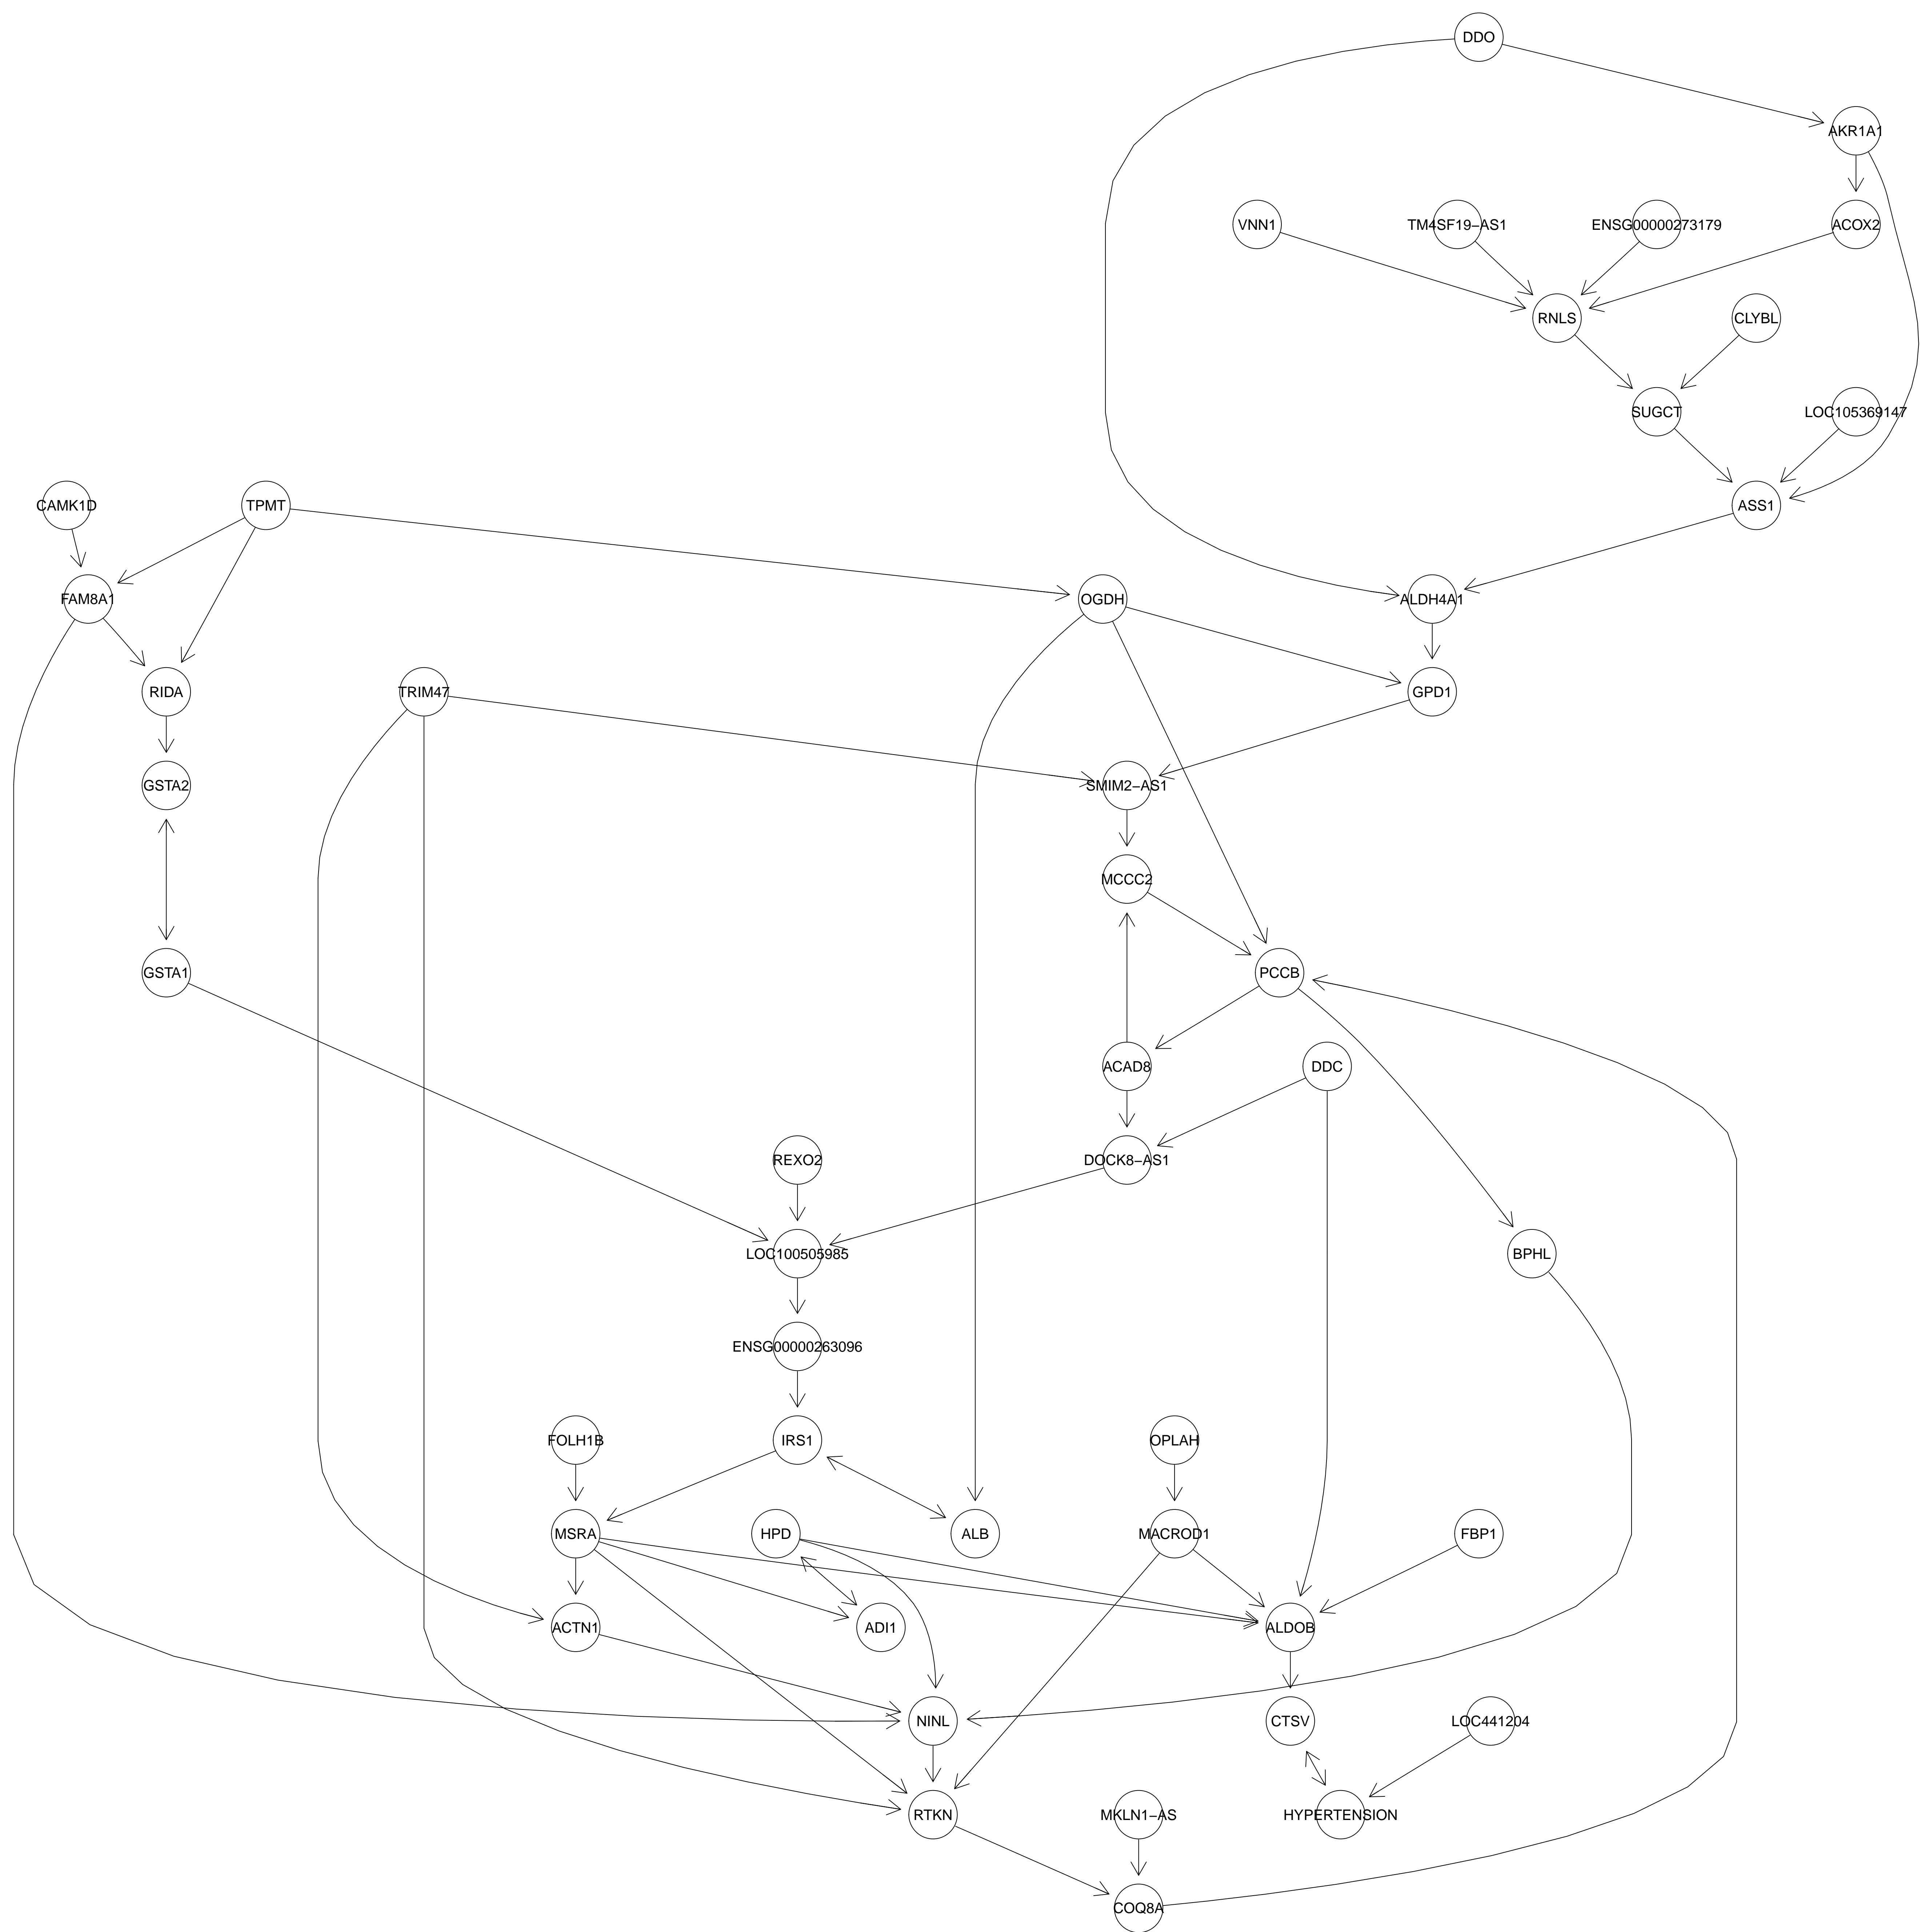 DDO
AKR1A1
VNN1
TM4SF19−AS1
ENSG00000273179
ACOX2
RNLS
CLYBL
SUGCT
LOC105369147
CAMK1D
TPMT
ASS1
FAM8A1
OGDH
ALDH4A1
RIDA
TRIM47
GPD1
GSTA2
SMIM2−AS1
MCCC2
GSTA1
PCCB
ACAD8
DDC
REXO2
DOCK8−AS1
LOC100505985
BPHL
ENSG00000263096
FOLH1B
IRS1
OPLAH
MSRA
HPD
ALB
MACROD1
FBP1
ACTN1
ADI1
ALDOB
NINL
CTSV
LOC441204
RTKN
MKLN1−AS
HYPERTENSION
COQ8A